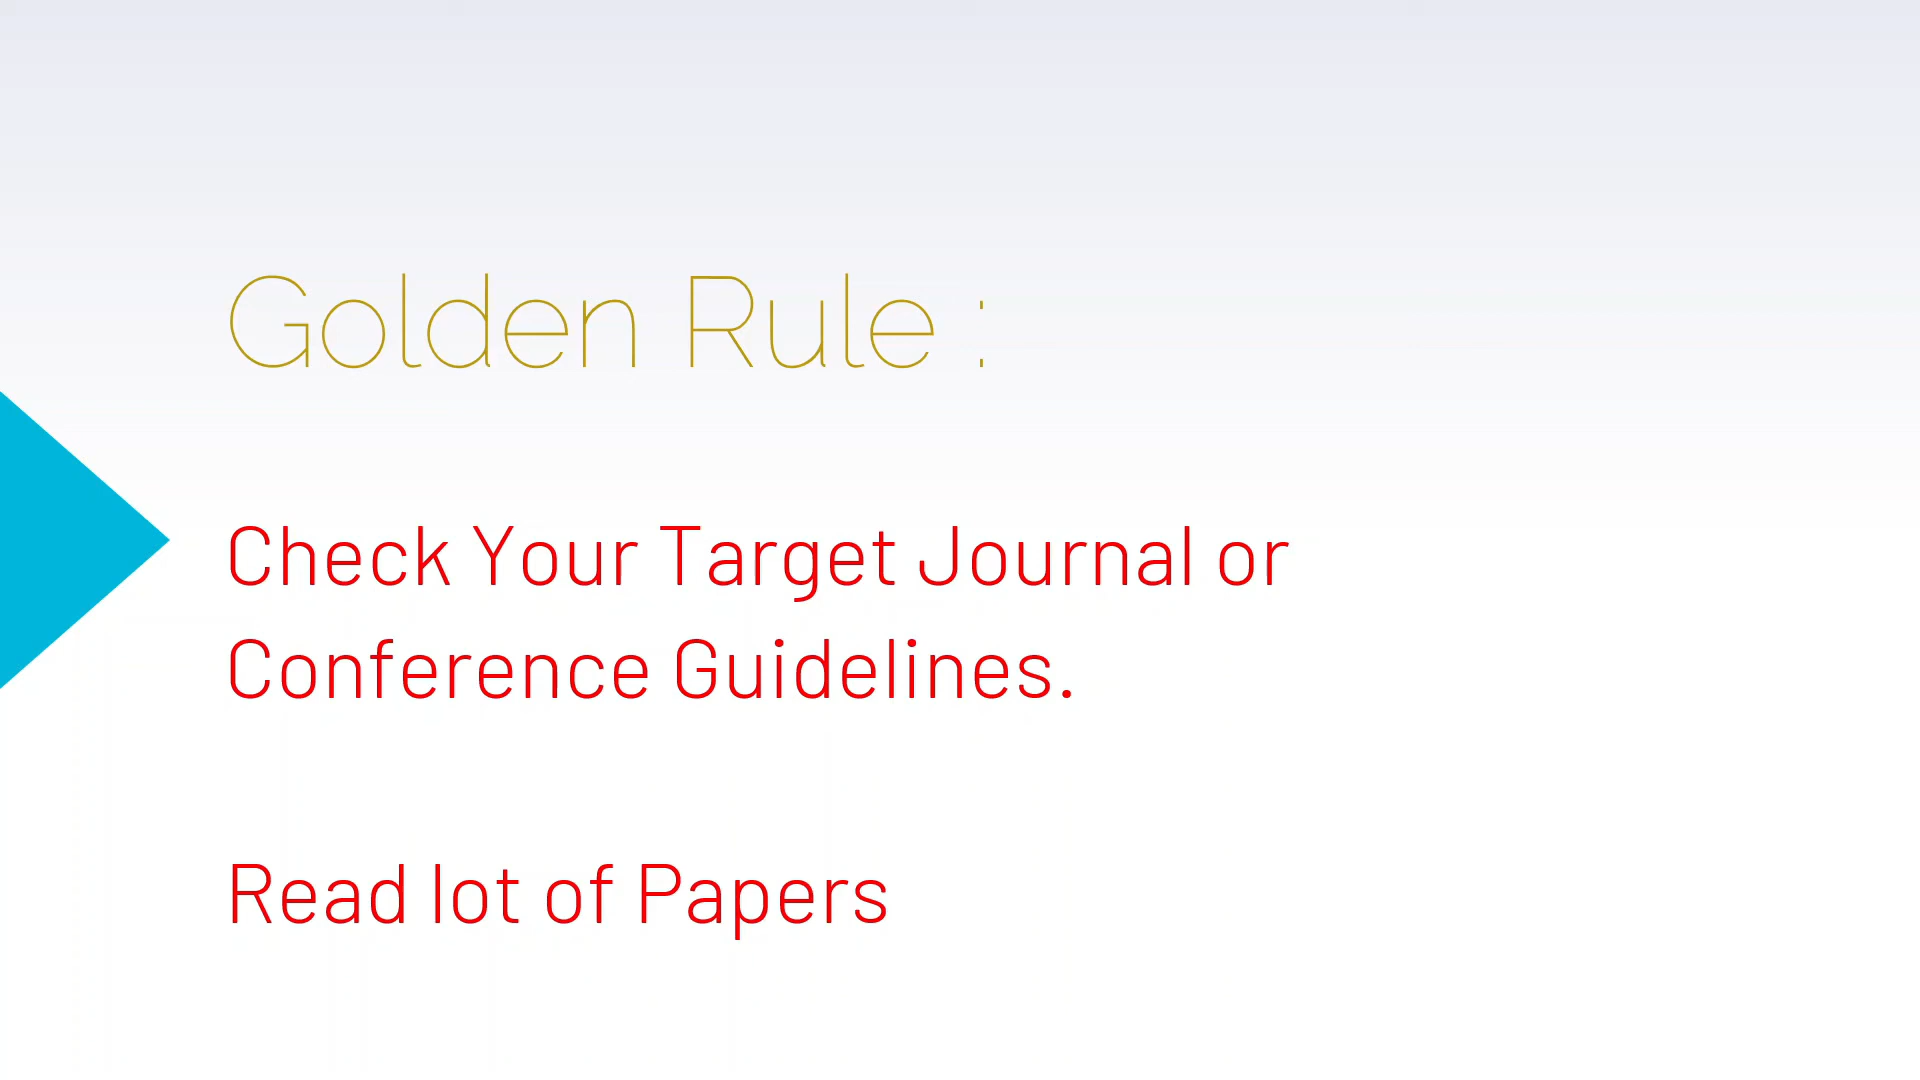 Golden Rule :
Check Your Target Journal or
Conference Guidelines.
Read lot of Papers